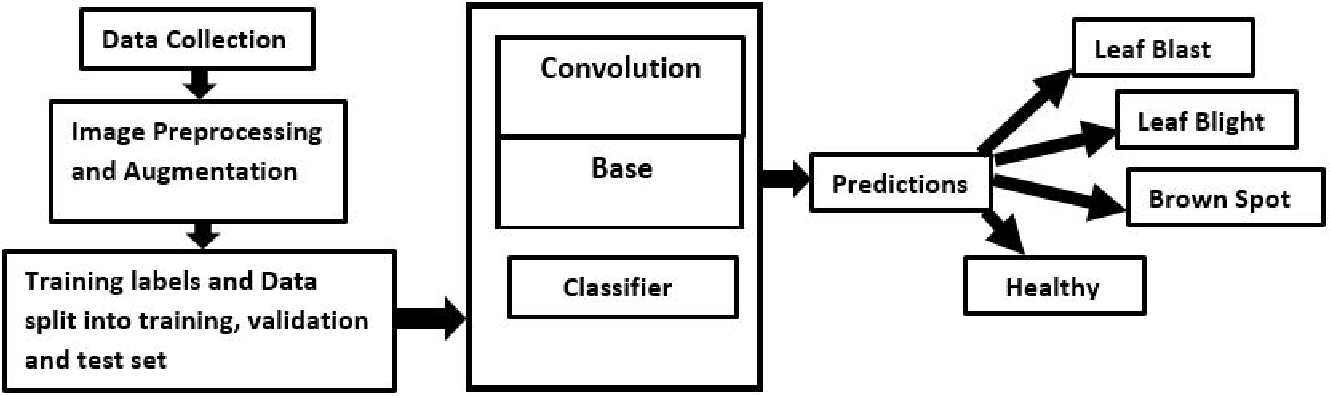 Data Collection
Image Preprocessing
and Augmentation
Training labels and Data
split into training, validation
and test set
Convolution
Base
Classifier
Predictions
Leaf Blast
Leaf Blight
Brown Spot
Healthy